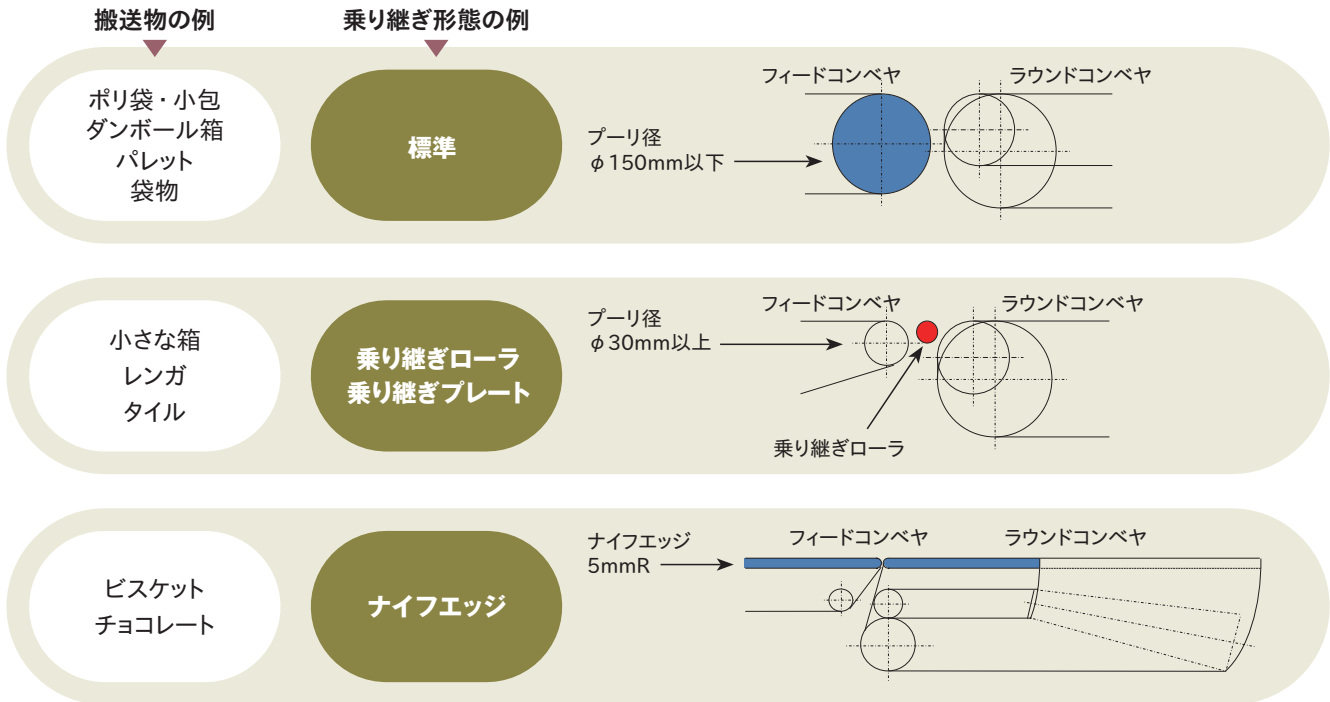 搬送物の例
乗り継ぎ形態の例
ポリ袋・小包
ダンボール箱
パレット
袋物
標準
プーリ径
φ150mm以下
フィードコンベヤ
ラウンドコンベヤ
小さな箱
レンガ
タイル
乗り継ぎローラ
乗り継ぎプレート
プーリ径
φ30mm以上
フィードコンベヤ
ラウンドコンベヤ
乗り継ぎローラ
ビスケット
チョコレート
ナイフエッジ
ナイフエッジ
5mmR
フィードコンベヤ
ラウンドコンベヤ